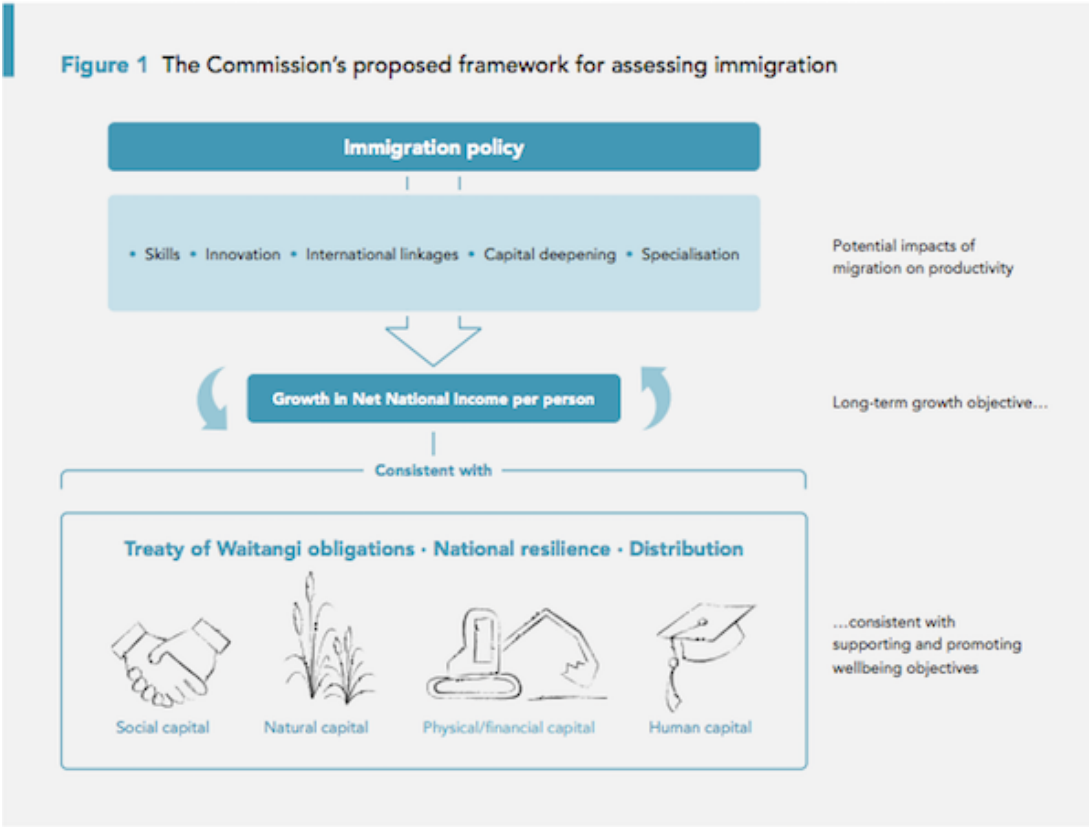 Figure 1 The Commission's proposed framework for assessing immigration
Immigration policy
• Skills • Innovation • International linkages • Capital deepening • Specialisation
Potential impacts of
migration on productivity
Growth in Net National Income per person
Long-term growth objective…
Consistent with
Treaty of Waitangi obligations · National resilience · Distribution
…consistent with
supporting and promoting
wellbeing objectives
Social capital
Natural capital
Physical/financial capital
Human capital